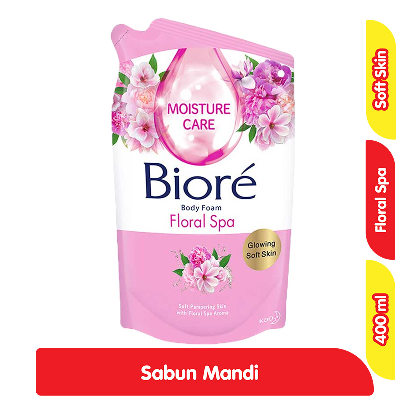 MOISTURE
CARE
Bioré
Body Foam
Floral Spa
Glowing
Soft Skin
Soft Pampering Skin
with Floral Spa Aroma
Soft Skin
Floral Spa
400 ml
Sabun Mandi